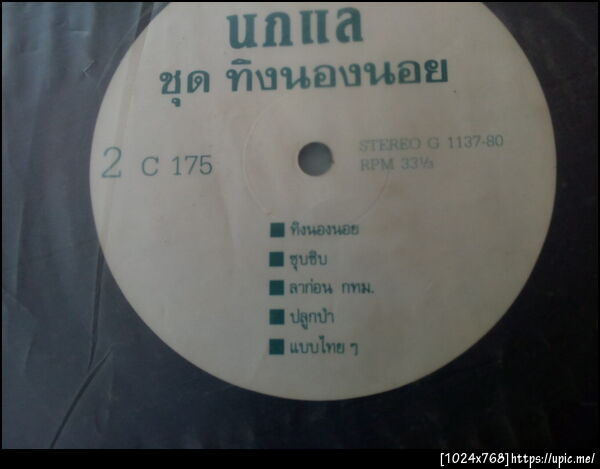 นกแล
ชุด ทิงนองนอย
2 C 175
STEREO G 1137-80
RPM 33⅓
ทิงนองนอย
ซุบซิบ
ลาก่อน กทม.
ปลูกป่า
แบบไทย ๆ
[1024x768]https://upic.me/